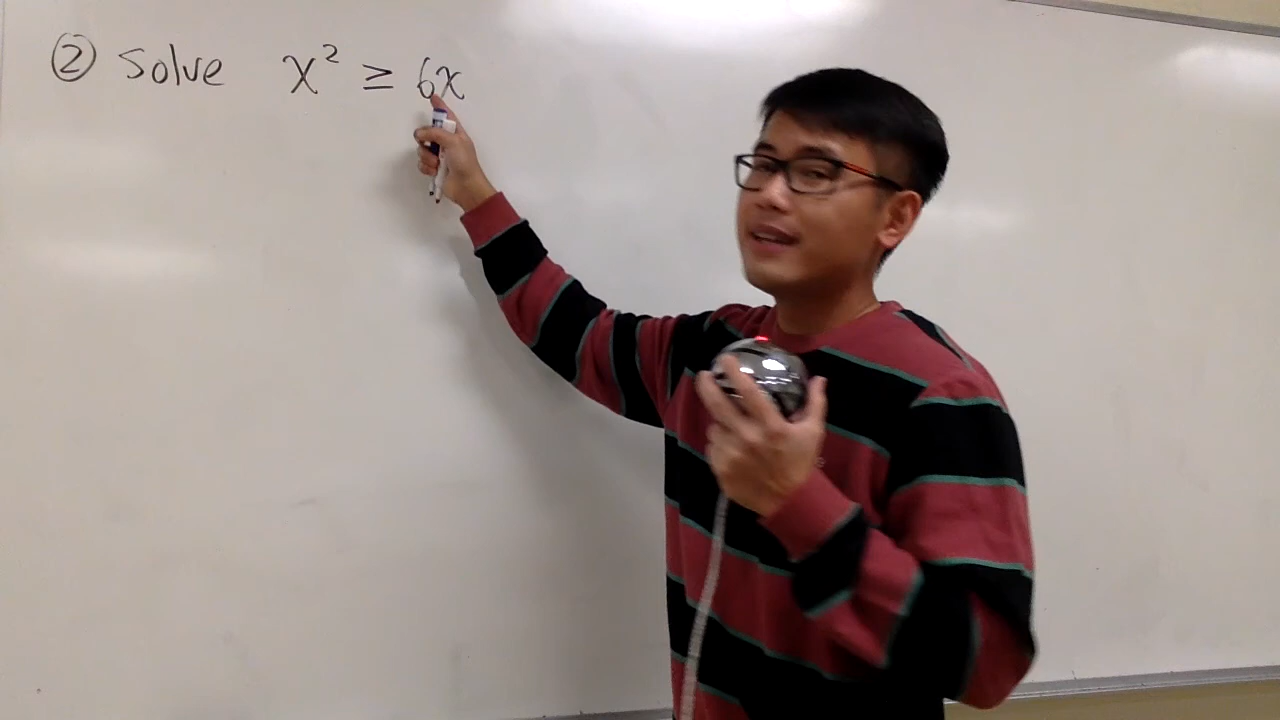 ② Solve x² ≥ 6x